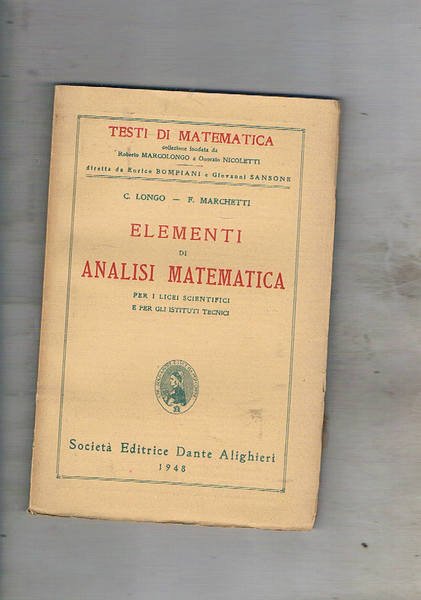 TESTI DI MATEMATICA
collezione fondata da
Roberto MARCOLONGO e Onorato NICOLETTI
diretta da Enrico BOMPIANI e Giovanni SANSONE
C. LONGO — F. MARCHETTI
ELEMENTI
DI
ANALISI MATEMATICA
PER I LICEI SCIENTIFICI
E PER GLI ISTITUTI TECNICI
Società Editrice Dante Alighieri
1948